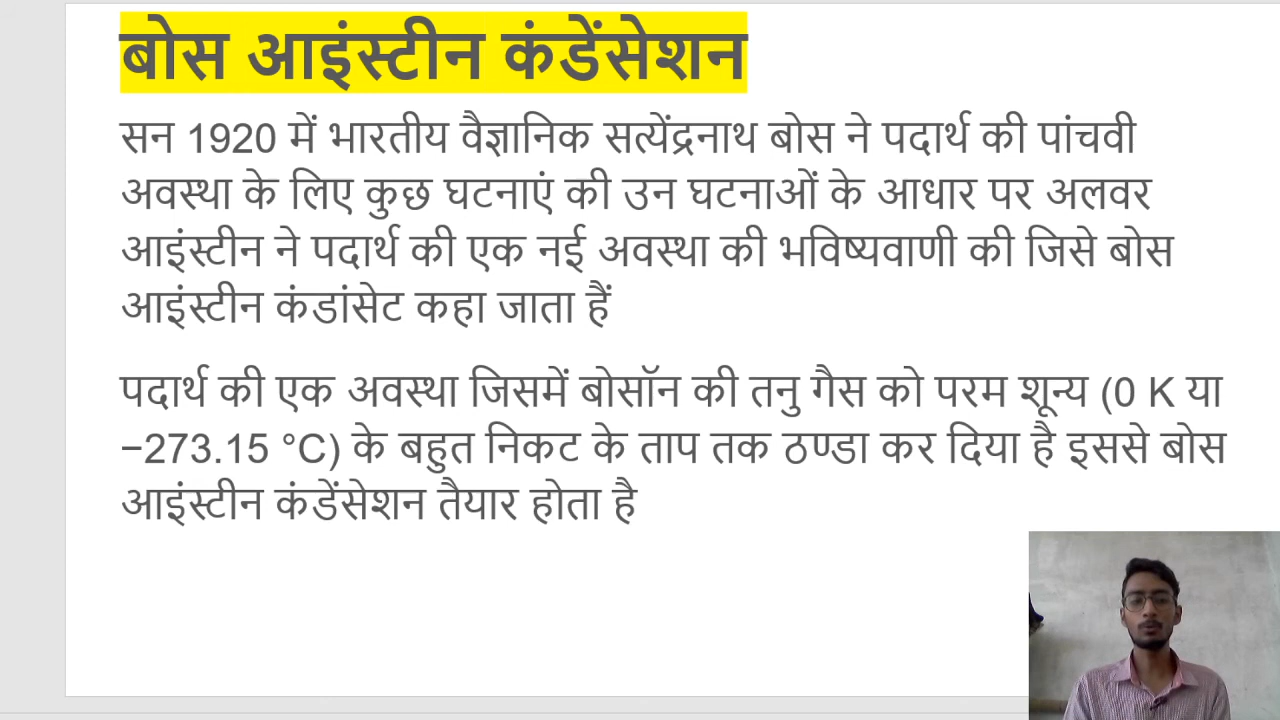 बोस आइंस्टीन कंडेंसेशन
सन 1920 में भारतीय वैज्ञानिक सत्येंद्रनाथ बोस ने पदार्थ की पांचवी
अवस्था के लिए कुछ घटनाएं की उन घटनाओं के आधार पर अलवर
आइंस्टीन ने पदार्थ की एक नई अवस्था की भविष्यवाणी की जिसे बोस
आइंस्टीन कंडांसेट कहा जाता हैं
पदार्थ की एक अवस्था जिसमें बोसॉन की तनु गैस को परम शून्य (0 K या
−273.15 °C) के बहुत निकट के ताप तक ठण्डा कर दिया है इससे बोस
आइंस्टीन कंडेंसेशन तैयार होता है